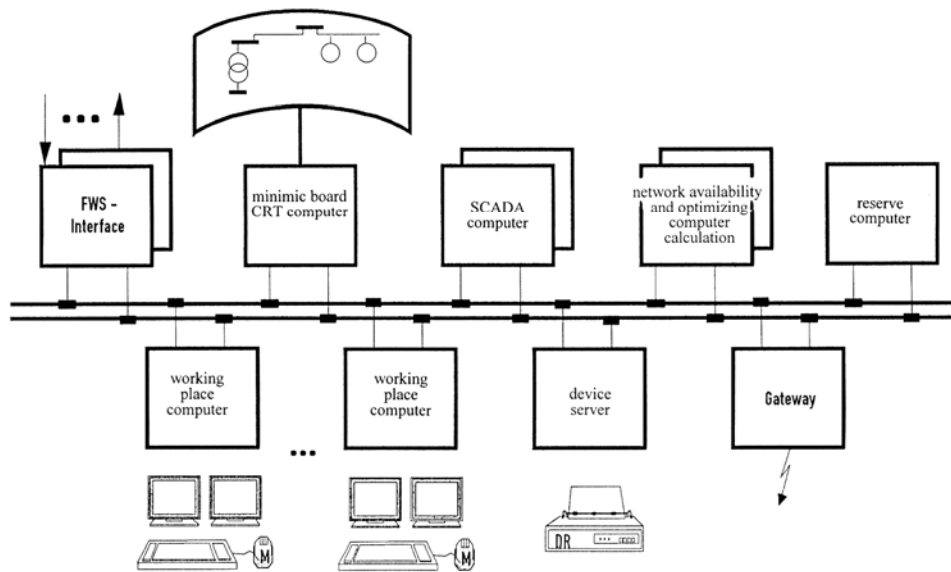 FWS -
Interface
minimic board
CRT computer
SCADA
computer
network availability
and optimizing
computer
calculation
reserve
computer
working
place
computer
working
place
computer
device
server
Gateway
...
M
M
DR